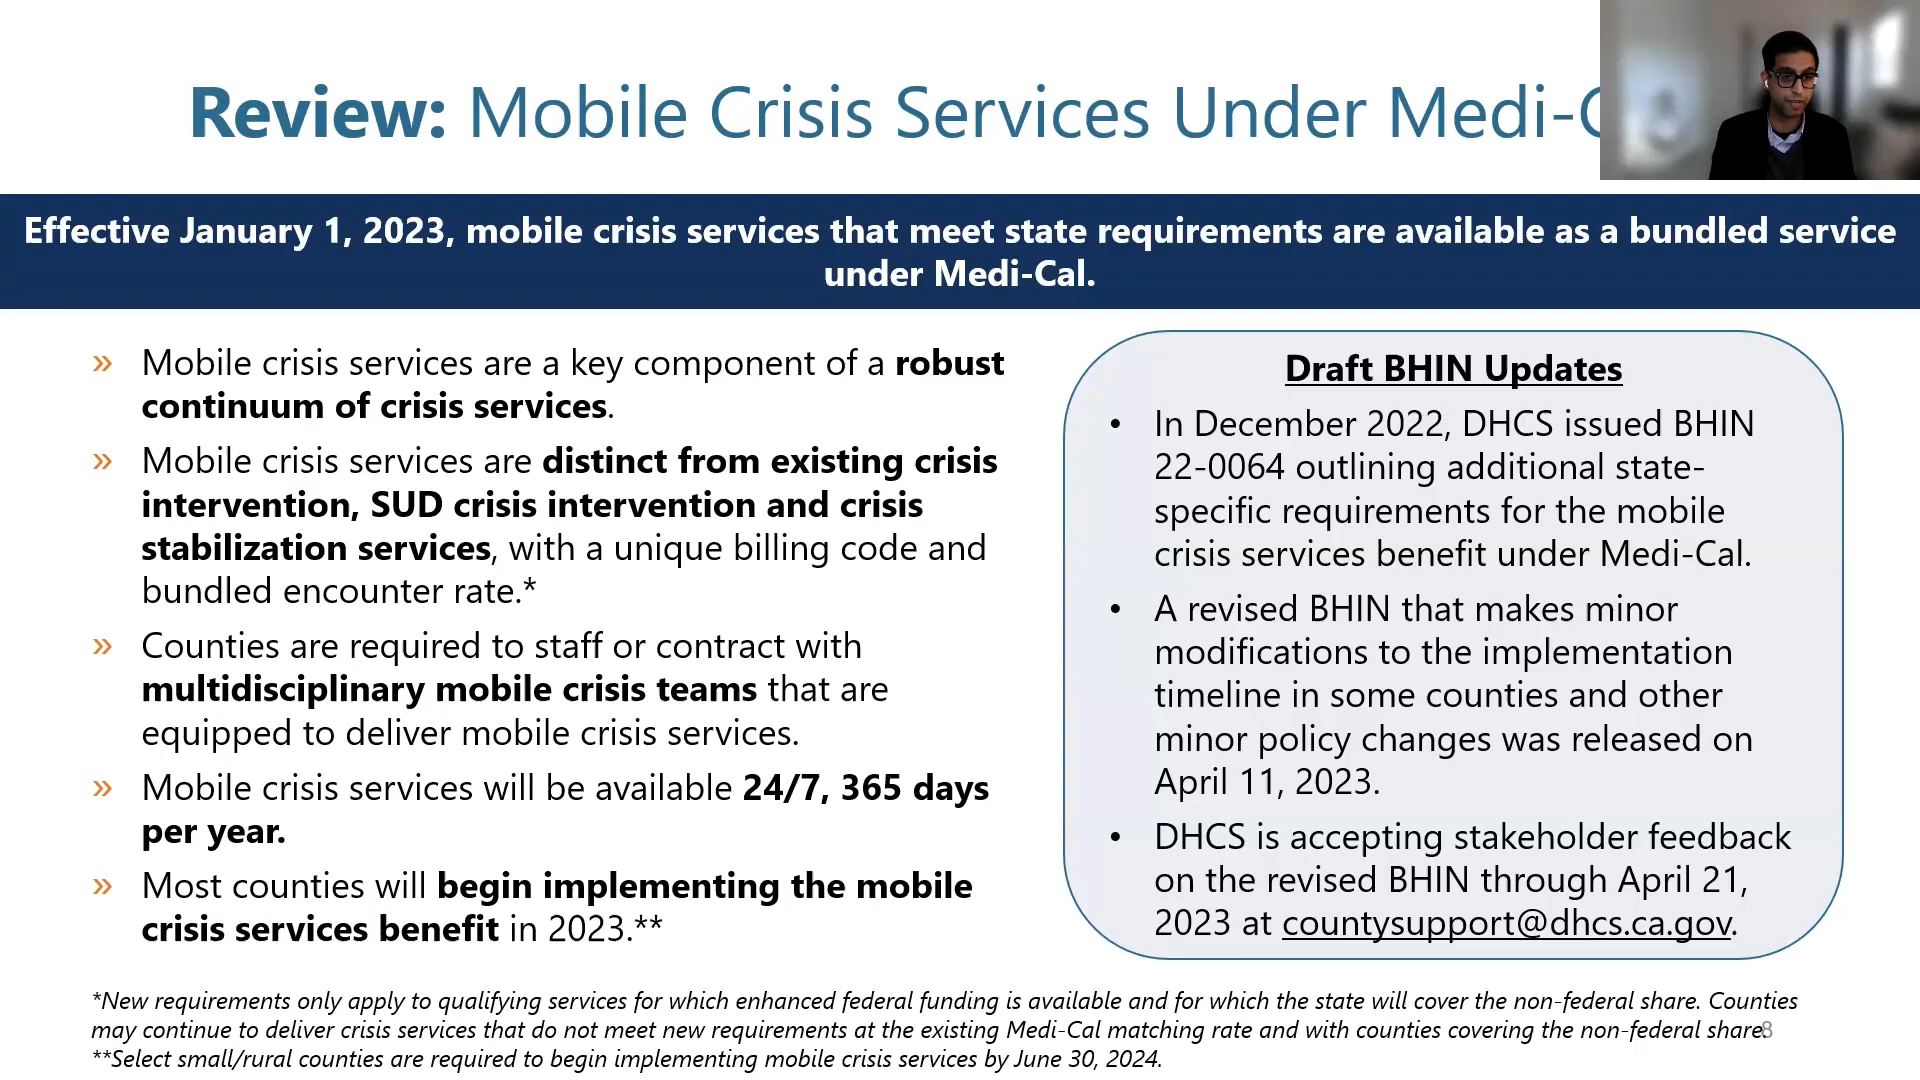 Review: Mobile Crisis Services Under Medi-C
Effective January 1, 2023, mobile crisis services that meet state requirements are available as a bundled service
under Medi-Cal.
» Mobile crisis services are a key component of a robust
continuum of crisis services.
» Mobile crisis services are distinct from existing crisis
intervention, SUD crisis intervention and crisis
stabilization services, with a unique billing code and
bundled encounter rate.*
» Counties are required to staff or contract with
multidisciplinary mobile crisis teams that are
equipped to deliver mobile crisis services.
» Mobile crisis services will be available 24/7, 365 days
per year.
» Most counties will begin implementing the mobile
crisis services benefit in 2023.**
Draft BHIN Updates
• In December 2022, DHCS issued BHIN
22-0064 outlining additional state-
specific requirements for the mobile
crisis services benefit under Medi-Cal.
• A revised BHIN that makes minor
modifications to the implementation
timeline in some counties and other
minor policy changes was released on
April 11, 2023.
• DHCS is accepting stakeholder feedback
on the revised BHIN through April 21,
2023 at countysupport@dhcs.ca.gov.
*New requirements only apply to qualifying services for which enhanced federal funding is available and for which the state will cover the non-federal share. Counties
may continue to deliver crisis services that do not meet new requirements at the existing Medi-Cal matching rate and with counties covering the non-federal share.
8
**Select small/rural counties are required to begin implementing mobile crisis services by June 30, 2024.